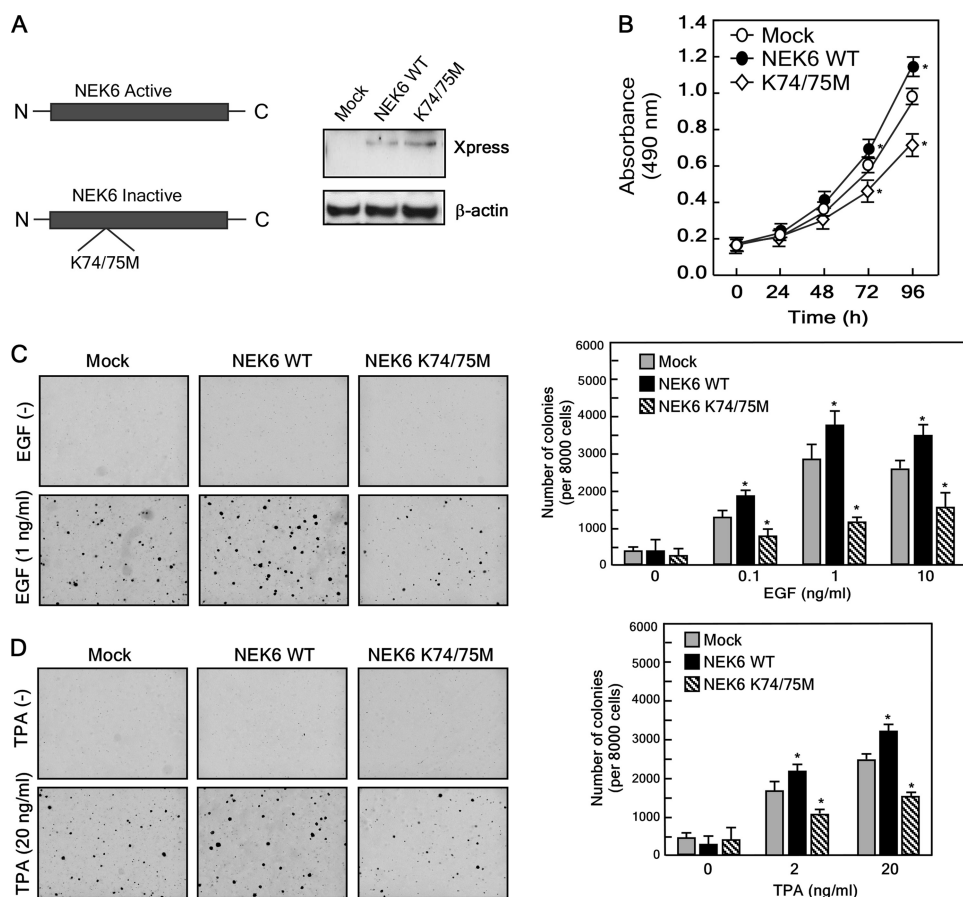 A
NEK6 Active
N
C
NEK6 Inactive
N
C
K74/75M
Mock
NEK6 WT
K74/75M
Xpress
β-actin
B
Mock
NEK6 WT
K74/75M
Absorbance
(490 nm)
1.4
1.2
1.0
0.8
0.6
0.4
0.2
0.0
*
*
*
*
0 24 48 72 96
Time (h)
C
Mock NEK6 WT NEK6 K74/75M
EGF (-)
EGF (1 ng/ml)
Number of colonies
(per 8000 cells)
6000
5000
4000
3000
2000
1000
0
Mock
NEK6 WT
NEK6 K74/75M
* * * * * *
0 0.1 1 10
EGF (ng/ml)
D
Mock NEK6 WT NEK6 K74/75M
TPA (-)
TPA (20 ng/ml)
Number of colonies
(per 8000 cells)
6000
5000
4000
3000
2000
1000
0
Mock
NEK6 WT
NEK6 K74/75M
* * * *
0 2 20
TPA (ng/ml)